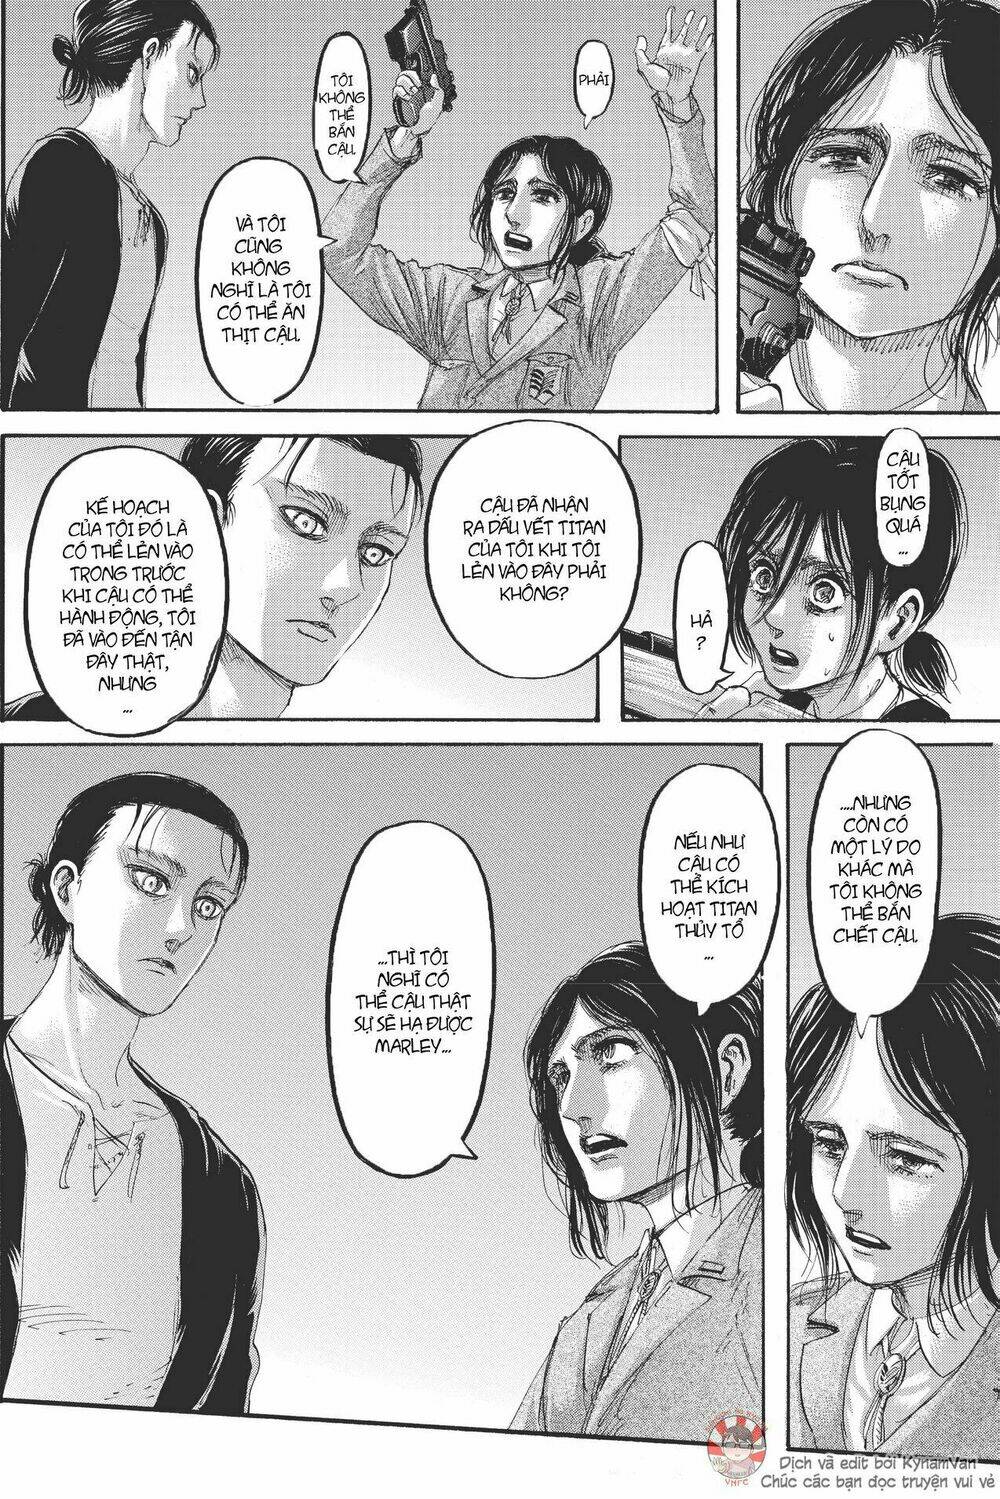 PHẢI
TÔI
KHÔNG
THỂ
BẮN
CẬU.
VÀ TÔI
CŨNG
KHÔNG
NGHĨ LÀ TÔI
CÓ THỂ ĂN
THỊT CẬU.
CẬU
TỐT
BỤNG
QUÁ
...
HẢ
?
CẬU ĐÃ NHẬN
RA DẤU VẾT TITAN
CỦA TÔI KHI TÔI
LẺN VÀO ĐÂY PHẢI
KHÔNG?
KẾ HOẠCH
CỦA TÔI ĐÓ LÀ
CÓ THỂ LẺN VÀO
TRONG TRƯỚC
KHI CẬU CÓ THỂ
HÀNH ĐỘNG, TÔI
ĐÃ VÀO ĐẾN TẬN
ĐÂY THẬT,
NHƯNG
...
....NHƯNG
CÒN CÓ
MỘT LÝ DO
KHÁC MÀ
TÔI KHÔNG
THỂ BẮN
CHẾT CẬU.
NẾU NHƯ
CẬU CÓ
THỂ KÍCH
HOẠT TITAN
THỦY TỔ
...
...THÌ TÔI
NGHĨ CÓ
THỂ CẬU THẬT
SỰ SẼ HẠ ĐƯỢC
MARLEY...
VNFC
Dịch và edit bởi KynamVan
Chúc các bạn đọc truyện vui vẻ